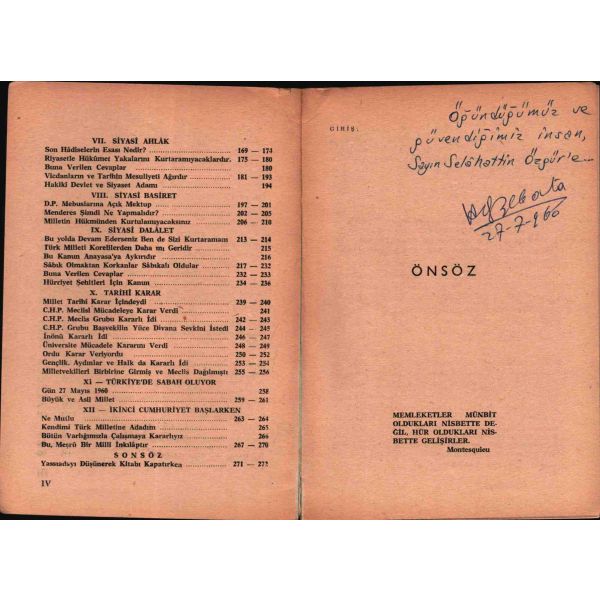 VII. SİYASİ AHLÂK
Son Hâdiselerin Esası Nedir? 169 — 174
Riyasetle Hükûmet Yakalarını Kurtaramıyacaklardır. 175 — 180
Buna Verilen Cevaplar 180
Vicdanların ve Tarihin Mesuliyeti Ağırdır 181 — 193
Hakikî Devlet ve Siyaset Adamı 194
VIII. SİYASİ BASİRET
D.P. Mebuslarına Açık Mektup 197 — 201
Menderes Şimdi Ne Yapmalıdır? 202 — 205
Milletin Hükmünden Kurtulamıyacaksınız 206 — 210
IX. SİYASİ DALÂLET
Bu yolda Devam Ederseniz Ben de Sizi Kurtaramam 213 — 214
Türk Milleti Korelilerden Daha mı Geridir 215
Bu Kanun Anayasa'ya Aykırıdır 216
Sâbık Olmaktan Korkanlar Sâbıkalı Oldular 217 — 232
Buna Verilen Cevaplar 232 — 233
Hürriyet Şehitleri İçin Kanun 234 — 236
X. TARİHİ KARAR
Millet Tarihî Karar İçindeydi 239 — 240
C.H.P. Meclisi Mücadeleye Karar Verdi 241
C.H.P. Meclis Grubu Kararlı İdi 242 — 243
C.H.P. Grubu Başvekilin Yüce Divana Sevkini İstedi 244 — 245
İnönü Kararlı İdi 246 — 247
Üniversite Mücadele Kararını Verdi 248 — 249
Ordu Karar Veriyordu 250 — 252
Gençlik, Aydınlar ve Halk da Kararlı İdi 253 — 254
Milletvekilleri Birbirine Girmiş ve Meclis Dağılmıştı 255 — 256
XI — TÜRKİYE'DE SABAH OLUYOR
Gün 27 Mayıs 1960 258
Büyük ve Asil Millet 259 — 261
XII — İKİNCİ CUMHURİYET BAŞLARKEN
Ne Mutlu 263 — 264
Kendimi Türk Milletine Adadım 265
Bütün Varlığımızla Çalışmaya Kararlıyız 266
Bu, Meşrû Bir Millî İnkılâptır 267 — 270
SONSÖZ
Yassıadayı Düşünerek Kitabı Kapatırken 271 — 272
IV
GİRİŞ:
Öğündüğümüz ve
güvendiğimiz insan,
Sayın Selâhattin Özgür'e...
27-7-960
ÖNSÖZ
MEMLEKETLER MÜNBİT
OLDUKLARI NİSBETTE DE-
ĞİL, HÜR OLDUKLARI NİS-
BETTE GELİŞİRLER.
Montesquieu